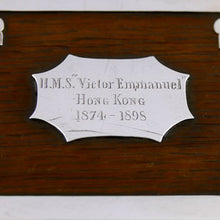 H.M.S. "Victor Emmanuel"
Hong Kong
1874 - 1898